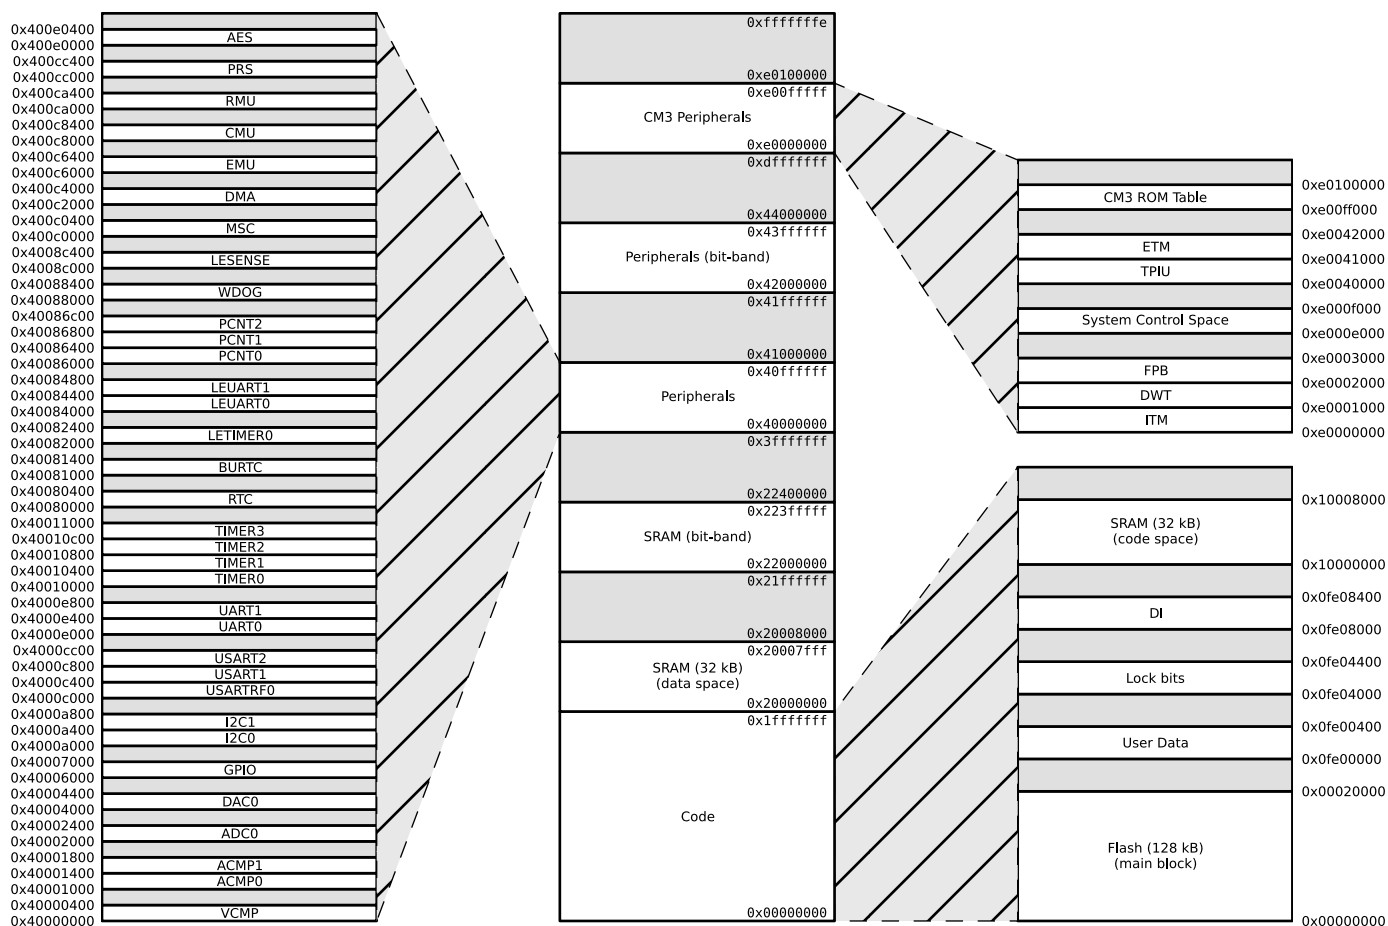 0x400e0400
AES
0x400e0000
0x400cc400
PRS
0x400cc000
0x400ca400
RMU
0x400ca000
0x400c8400
CMU
0x400c8000
0x400c6400
EMU
0x400c6000
0x400c4000
DMA
0x400c2000
0x400c0400
MSC
0x400c0000
0x4008c400
LESENSE
0x4008c000
0x40088400
WDOG
0x40088000
0x40086c00
PCNT2
0x40086800
PCNT1
0x40086400
PCNT0
0x40086000
0x40084800
LEUART1
0x40084400
LEUART0
0x40084000
0x40082400
LETIMER0
0x40082000
0x40081400
BURTC
0x40081000
0x40080400
RTC
0x40080000
0x40011000
TIMER3
0x40010c00
TIMER2
0x40010800
TIMER1
0x40010400
TIMER0
0x40010000
0x4000e800
UART1
0x4000e400
UART0
0x4000e000
0x4000cc00
USART2
0x4000c800
USART1
0x4000c400
USARTRF0
0x4000c000
0x4000a800
I2C1
0x4000a400
I2C0
0x4000a000
0x40007000
GPIO
0x40006000
0x40004400
DAC0
0x40004000
0x40002400
ADC0
0x40002000
0x40001800
ACMP1
0x40001400
ACMP0
0x40001000
0x40000400
VCMP
0x40000000
0xfffffffe
0xe0100000
0xe00fffff
CM3 Peripherals
0xe0000000
0xdfffffff
0x44000000
0x43ffffff
Peripherals (bit-band)
0x42000000
0x41ffffff
0x41000000
0x40ffffff
Peripherals
0x40000000
0x3fffffff
0x22400000
0x223fffff
SRAM (bit-band)
0x22000000
0x21ffffff
0x20008000
0x20007fff
SRAM (32 kB)
(data space)
0x20000000
0x1fffffff
Code
0x00000000
0xe0100000
CM3 ROM Table
0xe00ff000
0xe0042000
ETM
0xe0041000
TPIU
0xe0040000
0xe000f000
System Control Space
0xe000e000
0xe0003000
FPB
0xe0002000
DWT
0xe0001000
ITM
0xe0000000
0x10008000
SRAM (32 kB)
(code space)
0x10000000
0x0fe08400
DI
0x0fe08000
0x0fe04400
Lock bits
0x0fe04000
0x0fe00400
User Data
0x0fe00000
0x00020000
Flash (128 kB)
(main block)
0x00000000